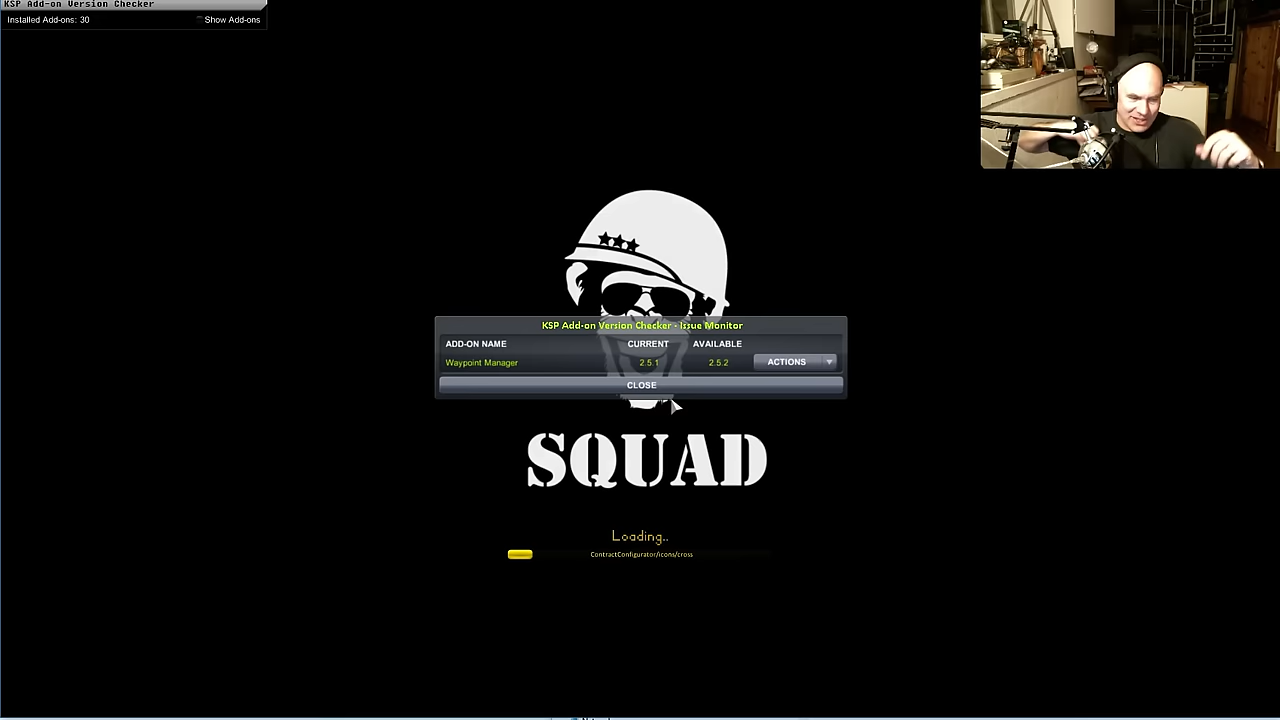 KSP Add-on Version Checker
Installed Add-ons: 30 Show Add-ons
KSP Add-on Version Checker - Issue Monitor
ADD-ON NAME CURRENT AVAILABLE
Waypoint Manager 2.5.1 2.5.2 ACTIONS
CLOSE
SQUAD
Loading..
ContractConfigurator/icons/cross